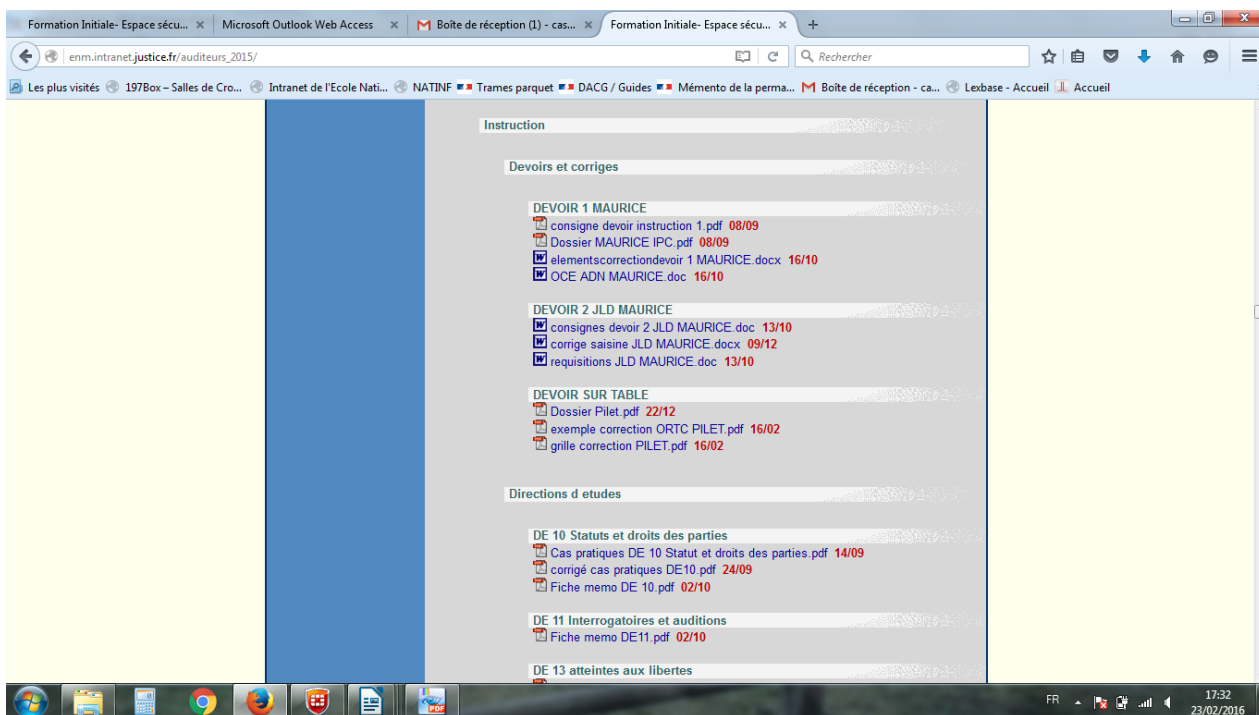 Formation Initiale- Espace sécu...
Microsoft Outlook Web Access
Boîte de réception (1) - cas...
Formation Initiale- Espace sécu...
enm.intranet.justice.fr/auditeurs_2015/
Rechercher
Les plus visités
197Box – Salles de Cro...
Intranet de l'Ecole Nati...
NATINF
Trames parquet
DACG / Guides
Mémento de la perma...
Boîte de réception - ca...
Lexbase - Accueil
Accueil
Instruction
Devoirs et corriges
DEVOIR 1 MAURICE
consigne devoir instruction 1.pdf 08/09
Dossier MAURICE IPC.pdf 08/09
elementscorrectiondevoir 1 MAURICE.docx 16/10
OCE ADN MAURICE.doc 16/10
DEVOIR 2 JLD MAURICE
consignes devoir 2 JLD MAURICE.doc 13/10
corrige saisine JLD MAURICE.docx 09/12
requisitions JLD MAURICE.doc 13/10
DEVOIR SUR TABLE
Dossier Pilet.pdf 22/12
exemple correction ORTC PILET.pdf 16/02
grille correction PILET.pdf 16/02
Directions d etudes
DE 10 Statuts et droits des parties
Cas pratiques DE 10 Statut et droits des parties.pdf 14/09
corrigé cas pratiques DE10.pdf 24/09
Fiche memo DE 10.pdf 02/10
DE 11 Interrogatoires et auditions
Fiche memo DE11.pdf 02/10
DE 13 atteintes aux libertes
PDF
FR
17:32
23/02/2016